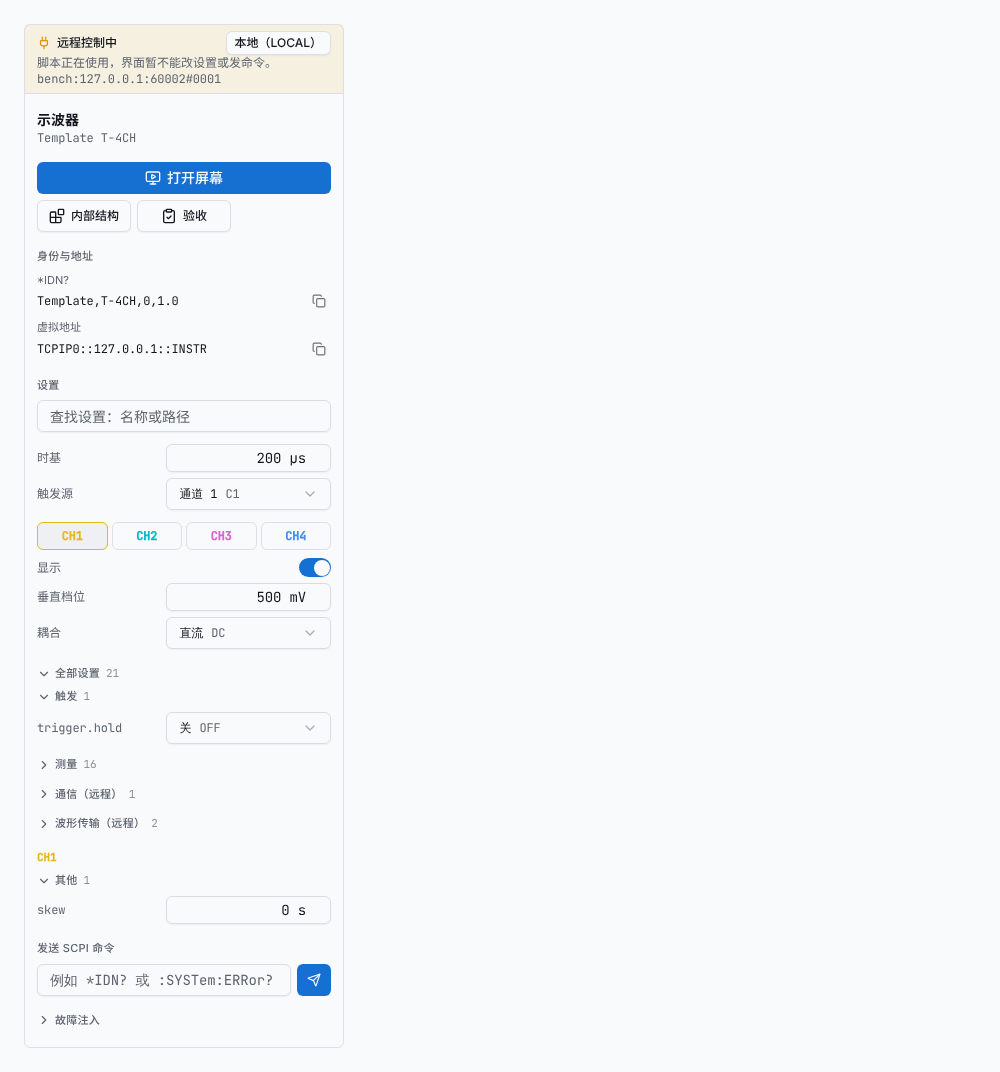 远程控制中
本地（LOCAL）
脚本正在使用，界面暂不能改设置或发命令。
bench:127.0.0.1:60002#0001
示波器
Template T-4CH
打开屏幕
内部结构
验收
身份与地址
*IDN?
Template,T-4CH,0,1.0
虚拟地址
TCPIP0::127.0.0.1::INSTR
设置
查找设置：名称或路径
时基
200 µs
触发源
通道 1 C1
CH1
CH2
CH3
CH4
显示
垂直档位
500 mV
耦合
直流 DC
全部设置 21
触发 1
trigger.hold
关 OFF
测量 16
通信（远程） 1
波形传输（远程） 2
CH1
其他 1
skew
0 s
发送 SCPI 命令
例如 *IDN? 或 :SYSTem:ERRor?
故障注入